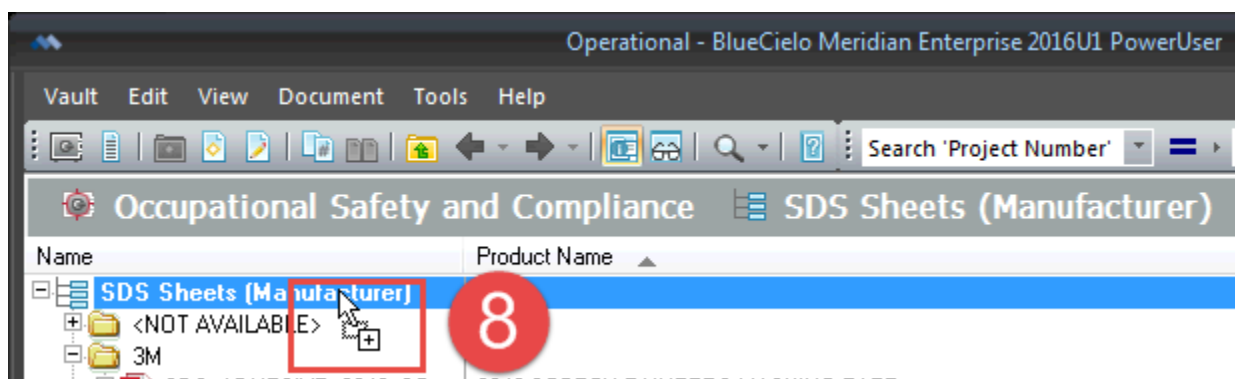 Operational - BlueCielo Meridian Enterprise 2016U1 PowerUser
Vault Edit View Document Tools Help
Search 'Project Number'
Occupational Safety and Compliance SDS Sheets (Manufacturer)
Name Product Name
SDS Sheets (Manufacturer)
8
<NOT AVAILABLE>
3M